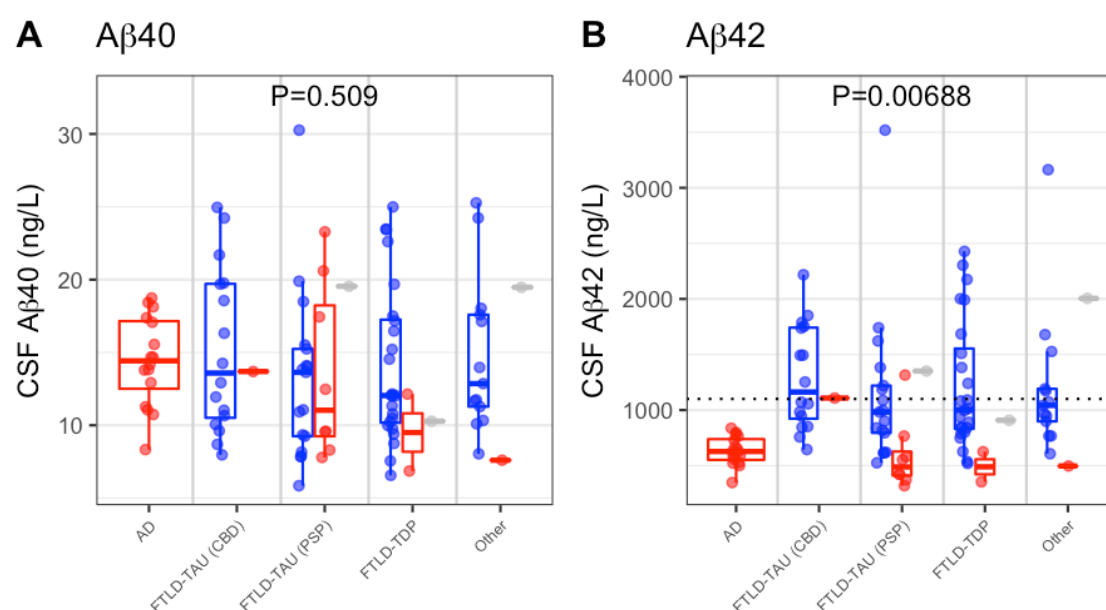 A Aβ40
P=0.509
CSF Aβ40 (ng/L)
30
20
10
AD
FTLD-TAU (CBD)
FTLD-TAU (PSP)
FTLD-TDP
Other
B Aβ42
P=0.00688
CSF Aβ42 (ng/L)
4000
3000
2000
1000
AD
FTLD-TAU (CBD)
FTLD-TAU (PSP)
FTLD-TDP
Other